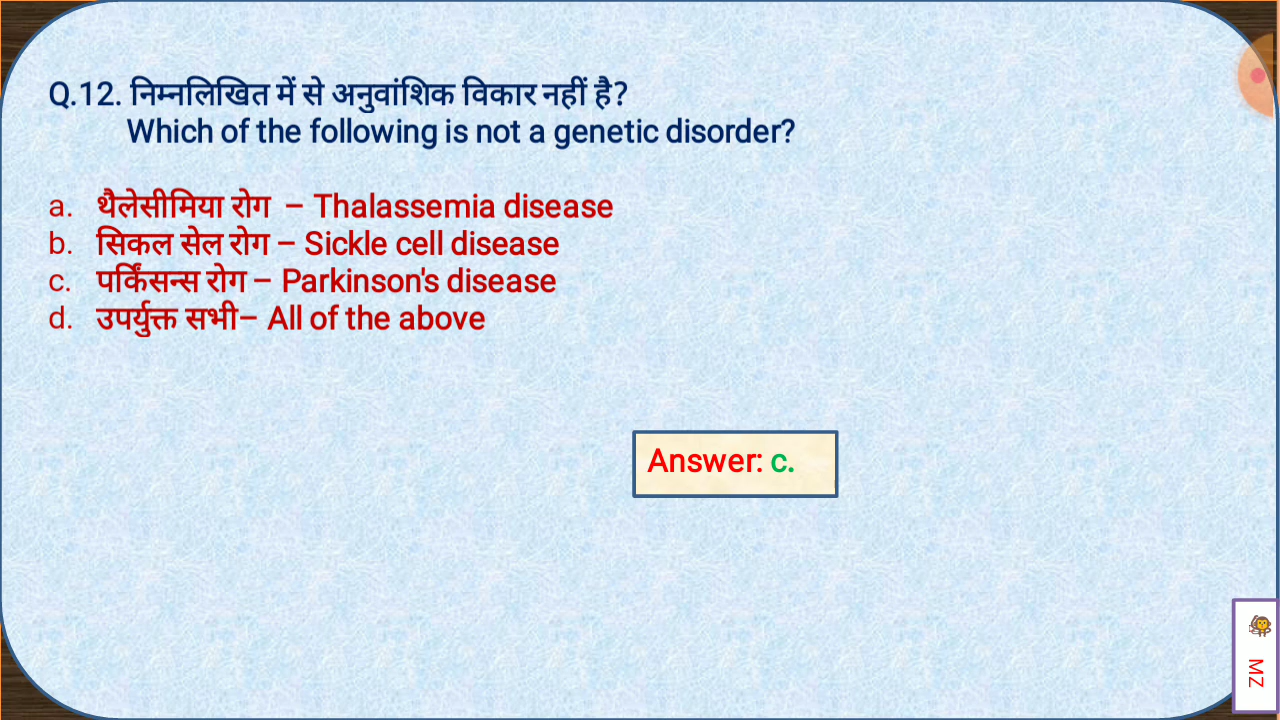 Q.12. निम्नलिखित में से अनुवांशिक विकार नहीं है?
Which of the following is not a genetic disorder?
a. थैलेसीमिया रोग – Thalassemia disease
b. सिकल सेल रोग – Sickle cell disease
c. पर्किंसन्स रोग – Parkinson's disease
d. उपर्युक्त सभी– All of the above
Answer: c.
MZ